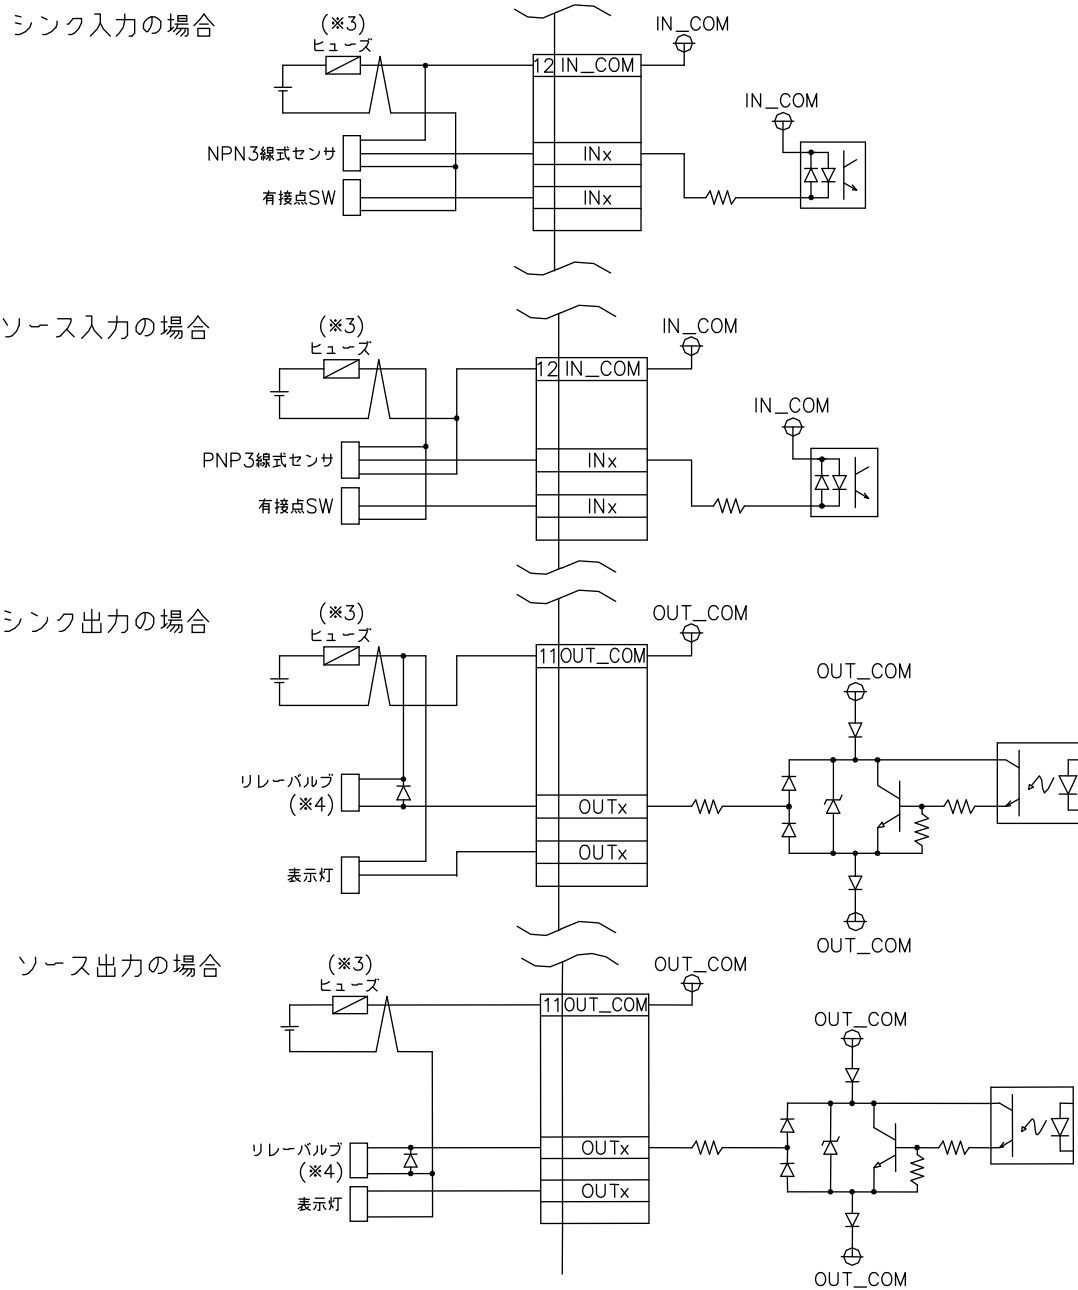 シンク入力の場合
(※3)
ヒューズ
IN_COM
12 IN_COM
IN_COM
NPN3線式センサ
INx
有接点SW
INx
ソース入力の場合
(※3)
ヒューズ
IN_COM
12 IN_COM
IN_COM
PNP3線式センサ
INx
有接点SW
INx
シンク出力の場合
(※3)
ヒューズ
OUT_COM
11 OUT_COM
OUT_COM
リレーバルブ
(※4)
OUTx
表示灯
OUTx
OUT_COM
ソース出力の場合
(※3)
ヒューズ
OUT_COM
11 OUT_COM
OUT_COM
リレーバルブ
(※4)
OUTx
表示灯
OUTx
OUT_COM